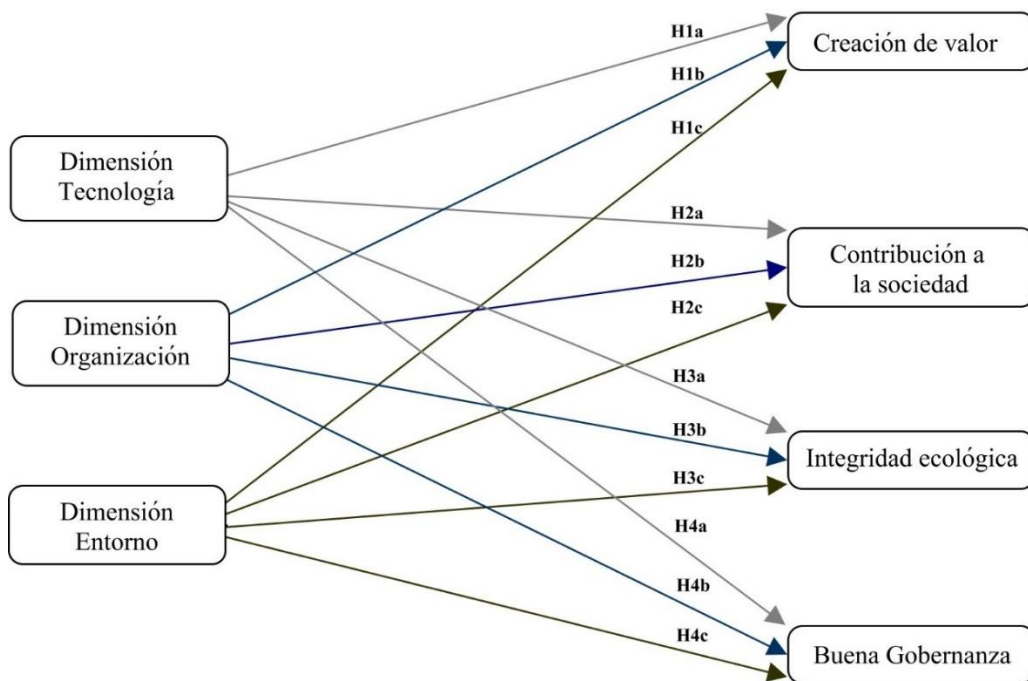 H1a
Creación de valor
H1b
H1c
Dimensión
Tecnología
H2a
Contribución a
la sociedad
H2b
H2c
Dimensión
Organización
H3a
H3b
Integridad ecológica
H3c
Dimensión
Entorno
H4a
H4b
H4c
Buena Gobernanza